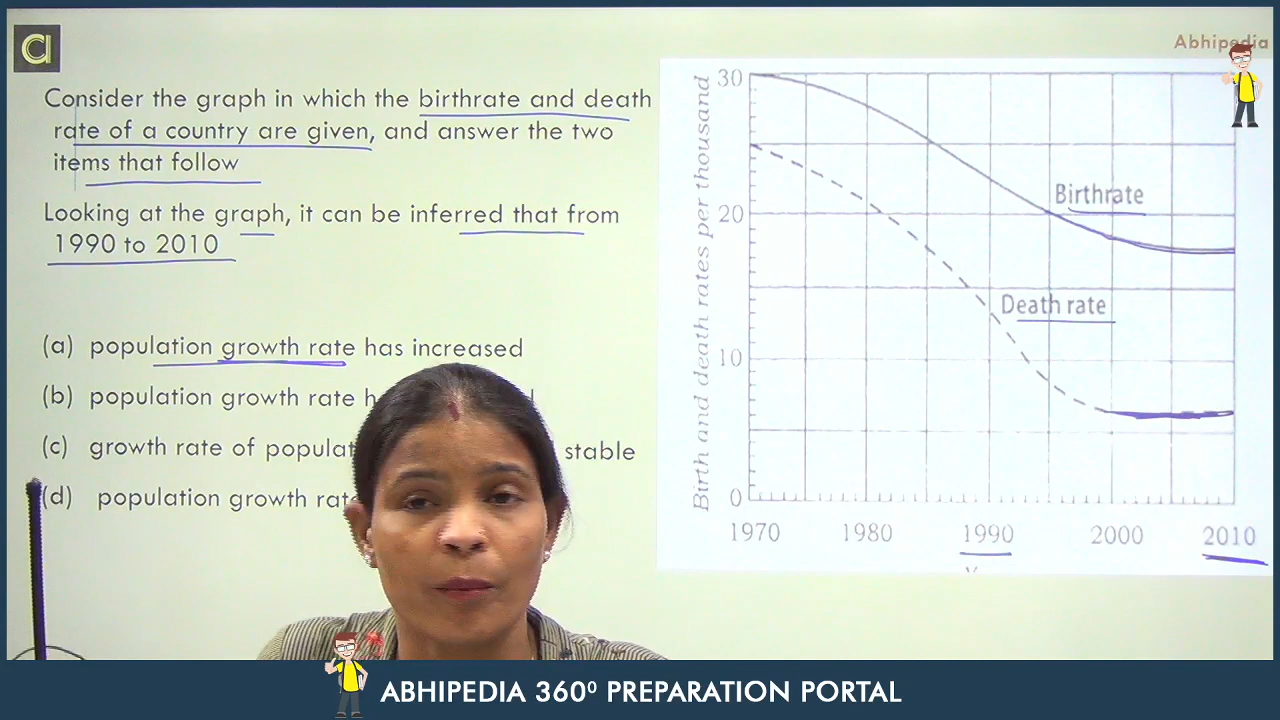 Abhipedia
Consider the graph in which the birthrate and death
rate of a country are given, and answer the two
items that follow
Looking at the graph, it can be inferred that from
1990 to 2010
(a) population growth rate has increased
(b) population growth rate
(c) growth rate of stable
(d) population growth
Birth and death rates per thousand
30
20
10
0
Birthrate
Death rate
1970 1980 1990 2000 2010
ABHIPEDIA 360⁰ PREPARATION PORTAL